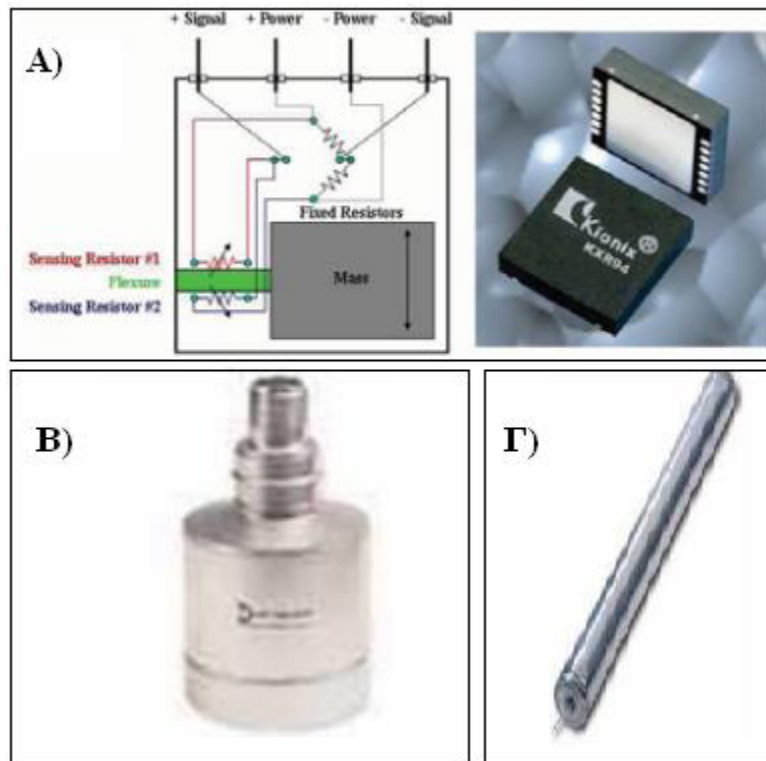 + Signal + Power - Power - Signal
Α)
Fixed Resistors
Sensing Resistor #1
Flexure
Sensing Resistor #2
Mass
Kionix®
KXR94
Β)
Γ)